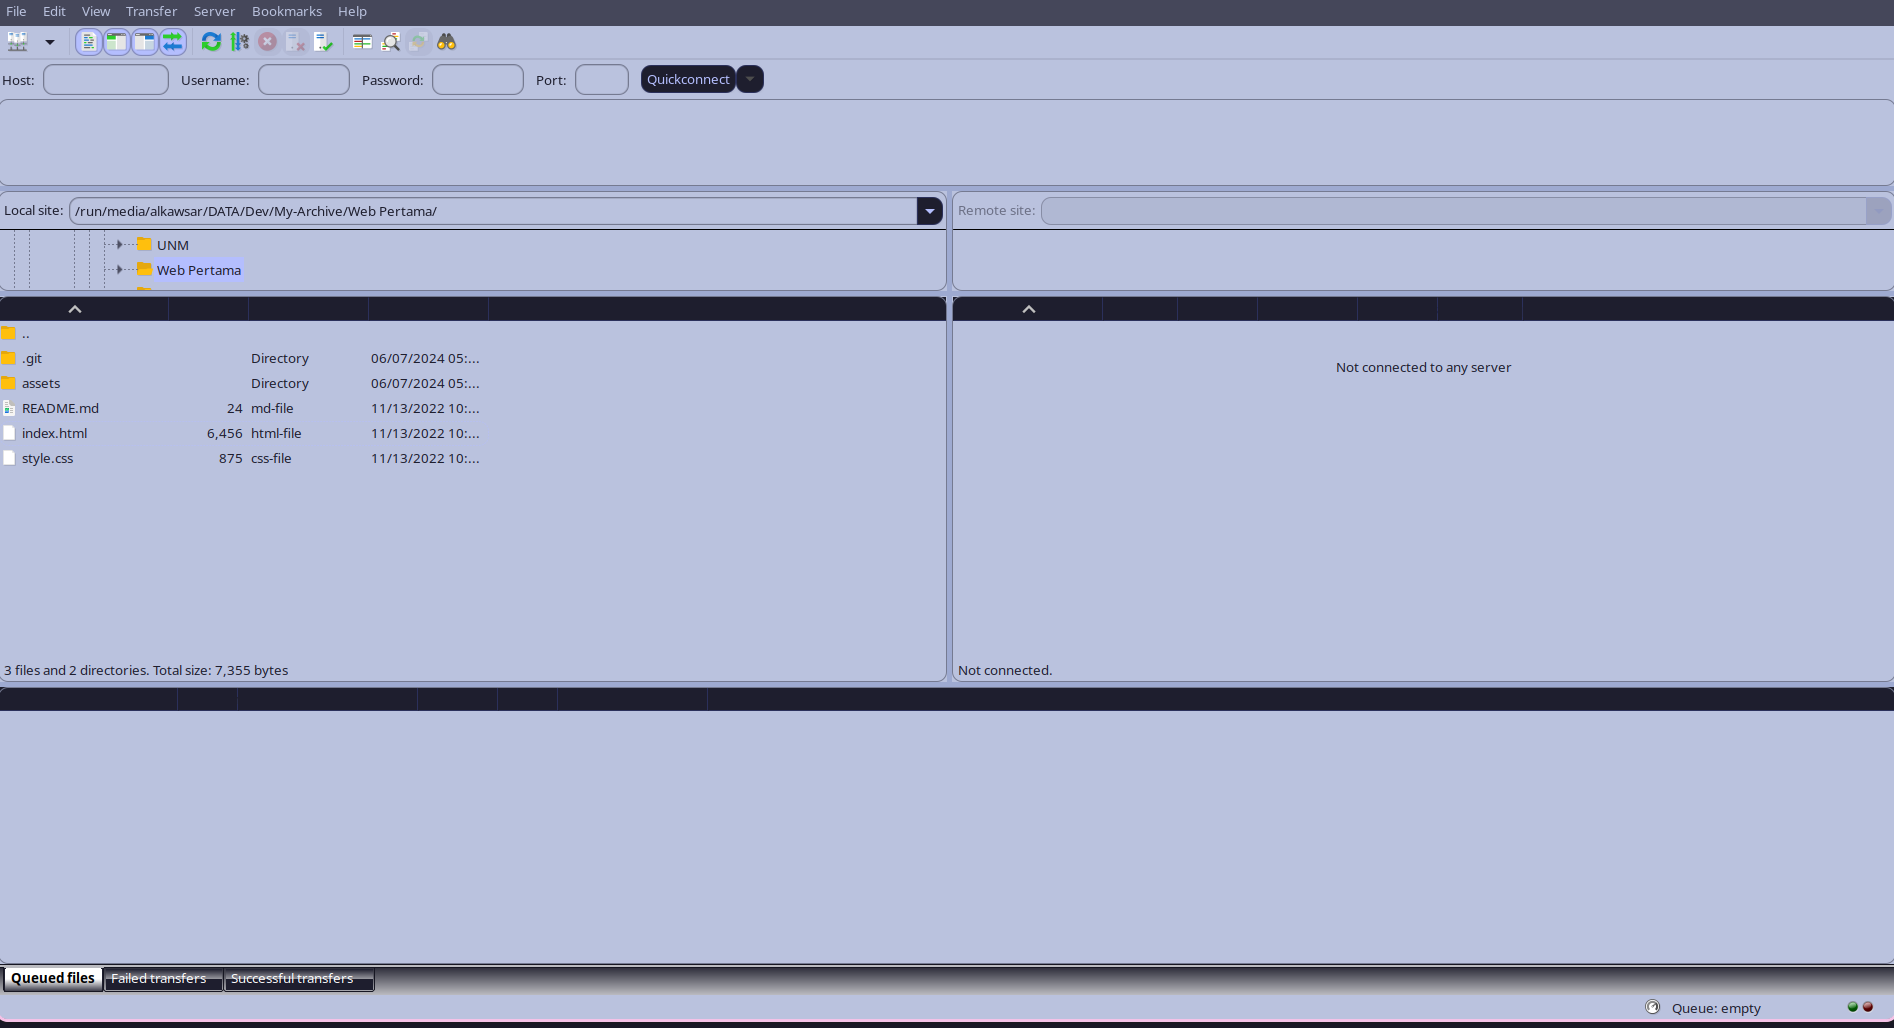 File Edit View Transfer Server Bookmarks Help
Host: Username: Password: Port: Quickconnect
Local site: /run/media/alkawsar/DATA/Dev/My-Archive/Web Pertama/
Remote site:
UNM
Web Pertama
..
.git Directory 06/07/2024 05:...
assets Directory 06/07/2024 05:...
README.md 24 md-file 11/13/2022 10:...
index.html 6,456 html-file 11/13/2022 10:...
style.css 875 css-file 11/13/2022 10:...
3 files and 2 directories. Total size: 7,355 bytes
Not connected to any server
Not connected.
Queued files Failed transfers Successful transfers
Queue: empty